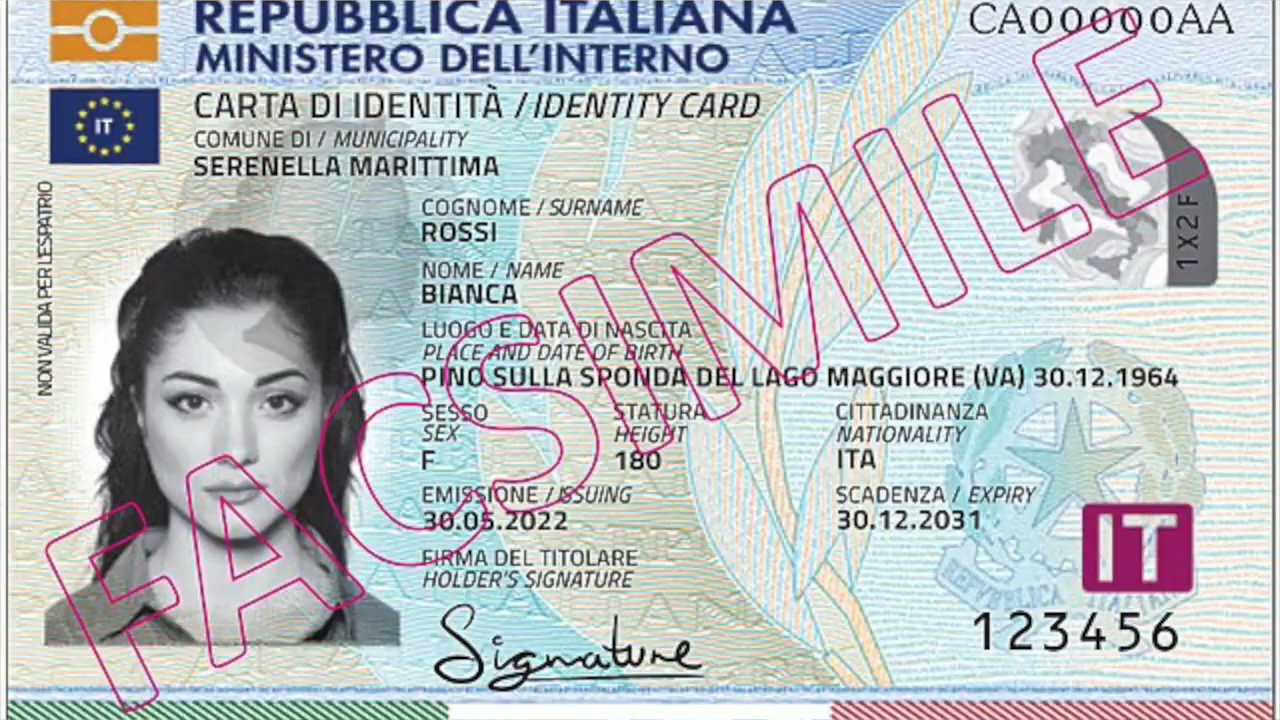 REPUBBLICA ITALIANA
CA00000AA
MINISTERO DELL'INTERNO
IT
CARTA DI IDENTITÀ / IDENTITY CARD
COMUNE DI / MUNICIPALITY
SERENELLA MARITTIMA
NON VALIDA PER L'ESPATRIO
1X2F
COGNOME / SURNAME
ROSSI
NOME / NAME
BIANCA
LUOGO E DATA DI NASCITA
PLACE AND DATE OF BIRTH
PINO SULLA SPONDA DEL LAGO MAGGIORE (VA) 30.12.1964
SESSO STATURA CITTADINANZA
SEX HEIGHT NATIONALITY
F 180 ITA
EMISSIONE / ISSUING SCADENZA / EXPIRY
30.05.2022 30.12.2031
FIRMA DEL TITOLARE
HOLDER'S SIGNATURE
Signature
IT
REPUBBLICA ITALIANA
123456
FACSIMILE